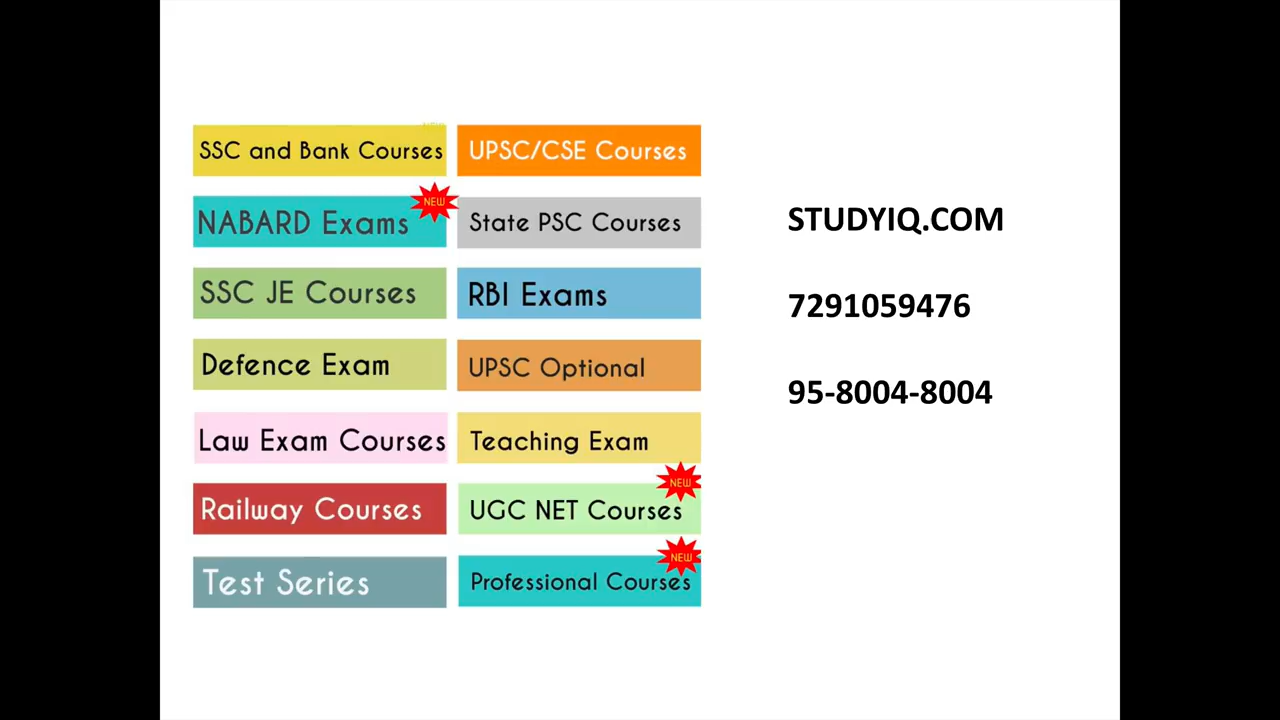 SSC and Bank Courses
UPSC/CSE Courses
NABARD Exams
NEW
State PSC Courses
SSC JE Courses
RBI Exams
Defence Exam
UPSC Optional
Law Exam Courses
Teaching Exam
Railway Courses
NEW
UGC NET Courses
Test Series
NEW
Professional Courses
STUDYIQ.COM
7291059476
95-8004-8004